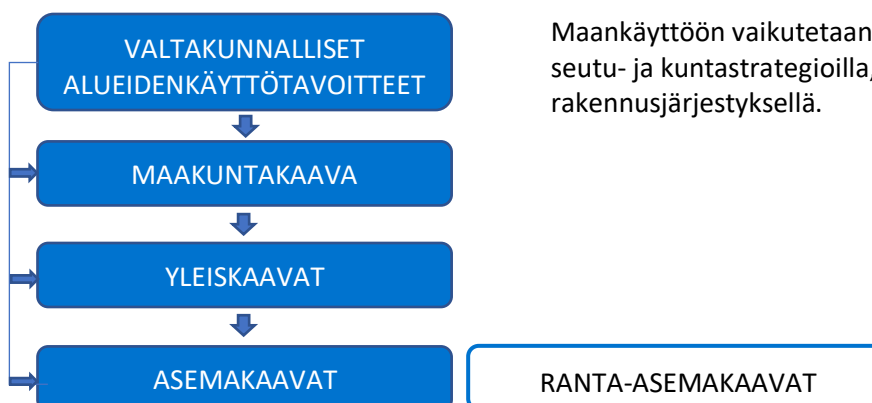 VALTAKUNNALLISET
ALUEIDENKÄYTTÖTAVOITTEET
Maankäyttöön vaikutetaan
seutu- ja kuntastrategioilla,
rakennusjärjestyksellä.
MAAKUNTAKAAVA
YLEISKAAVAT
ASEMAKAAVAT
RANTA-ASEMAKAAVAT